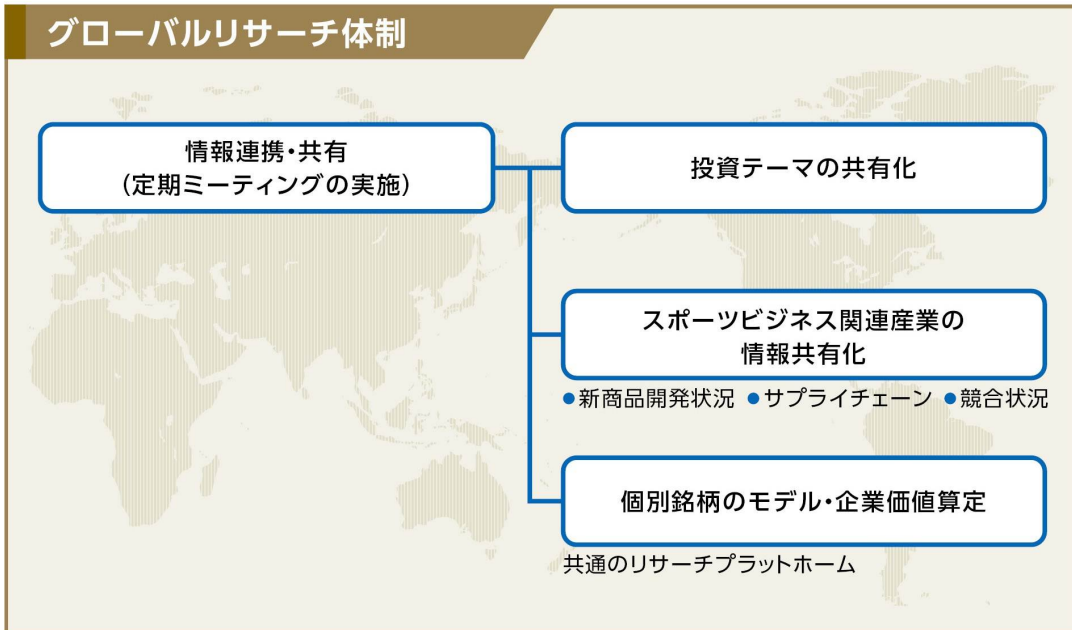 グローバルリサーチ体制
情報連携・共有
(定期ミーティングの実施)
投資テーマの共有化
スポーツビジネス関連産業の
情報共有化
●新商品開発状況 ●サプライチェーン ●競合状況
個別銘柄のモデル・企業価値算定
共通のリサーチプラットホーム